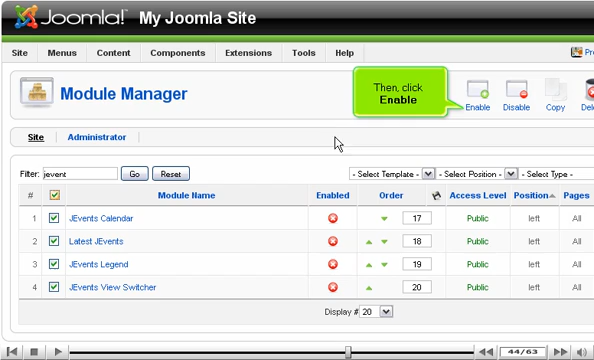 Joomla! My Joomla Site
Site Menus Content Components Extensions Tools Help
Module Manager
Then, click
Enable
Enable Disable Copy
Site Administrator
Filter: jevent Go Reset - Select Template - - Select Position - - Select Type -
# Module Name Enabled Order Access Level Position Pages
1 JEvents Calendar 17 Public left All
2 Latest JEvents 18 Public left All
3 JEvents Legend 19 Public left All
4 JEvents View Switcher 20 Public left All
Display # 20
44/63